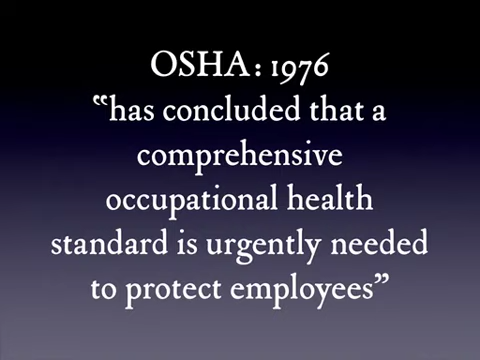 OSHA: 1976
“has concluded that a
comprehensive
occupational health
standard is urgently needed
to protect employees”